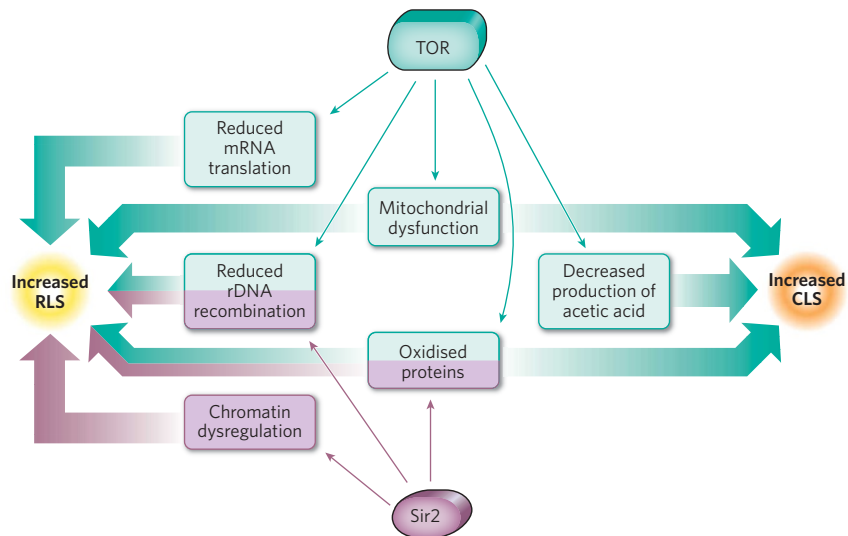 TOR
Reduced
mRNA
translation
Mitochondrial
dysfunction
Increased
RLS
Reduced
rDNA
recombination
Decreased
production of
acetic acid
Increased
CLS
Oxidised
proteins
Chromatin
dysregulation
Sir2